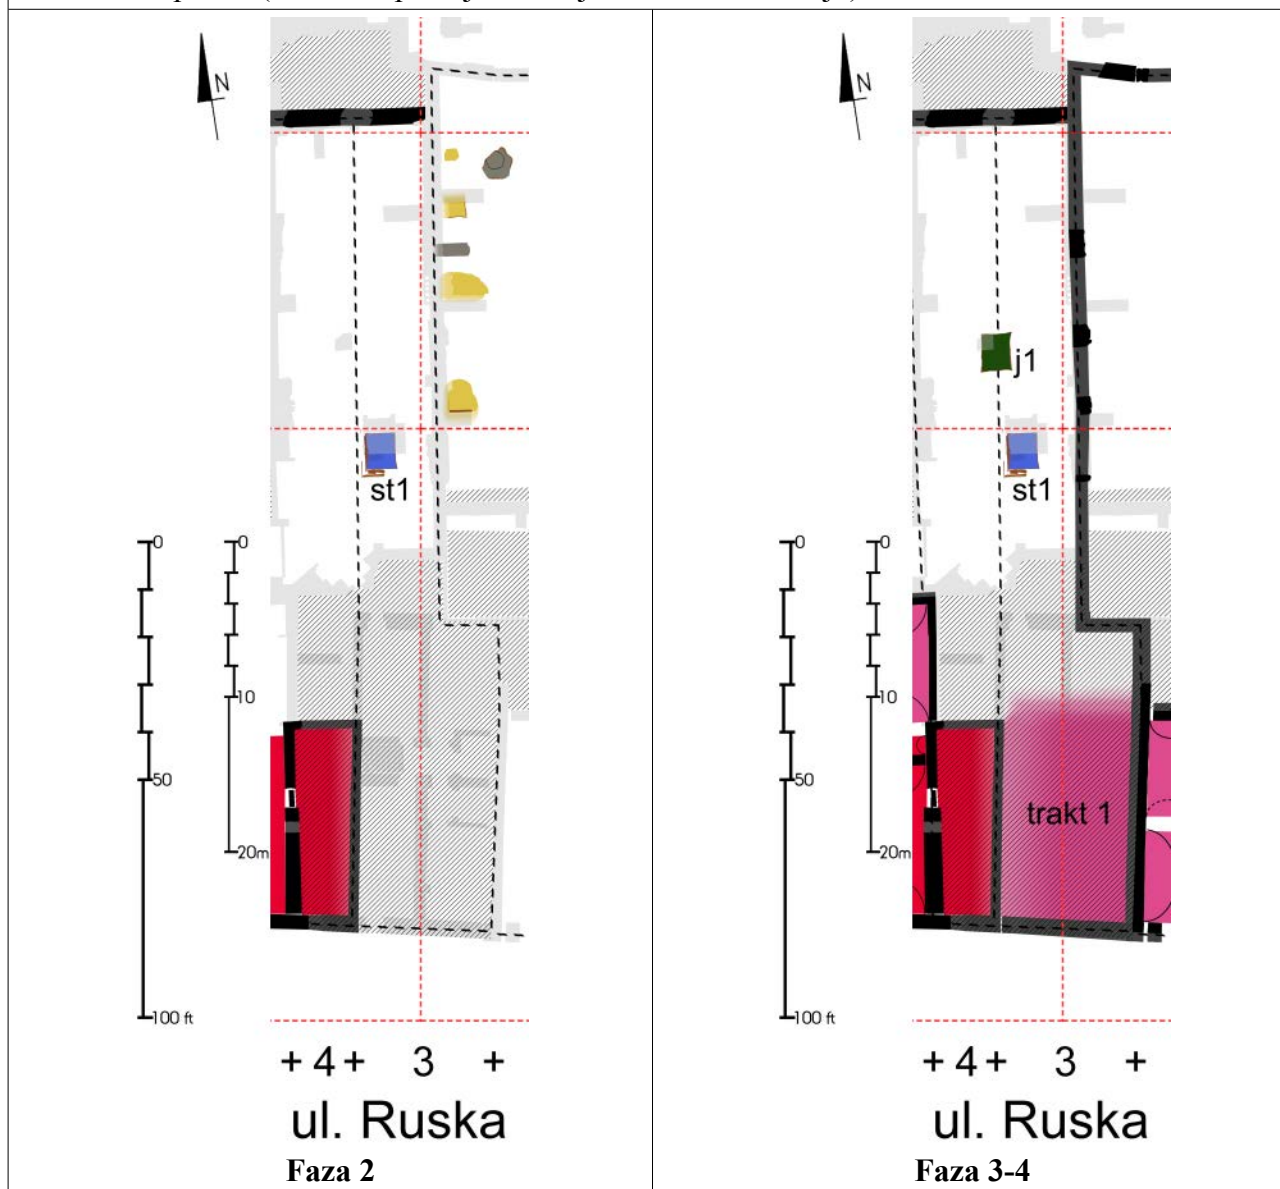 N
st1
0
0
10
50
20m
100 ft
+ 4 + 3 +
ul. Ruska
Faza 2
N
j1
st1
0
0
10
50
trakt 1
20m
100 ft
+ 4 + 3 +
ul. Ruska
Faza 3-4